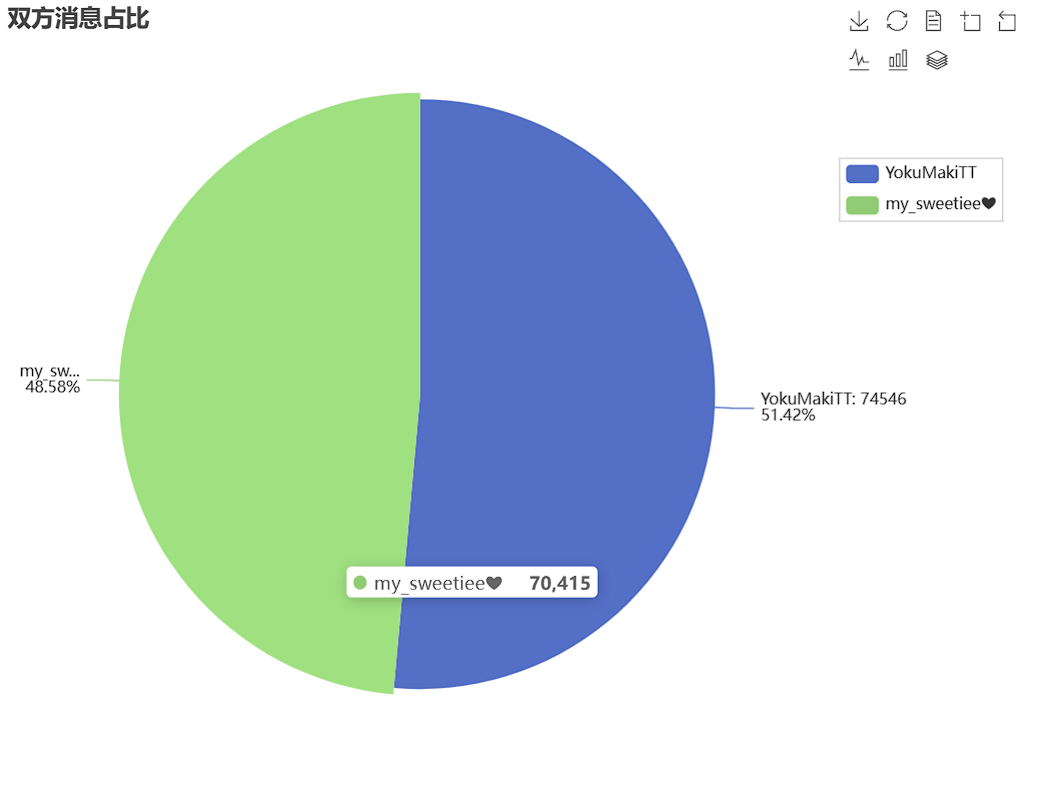 双方消息占比
YokuMakiTT
my_sweetiee♥
my_sw...
48.58%
YokuMakiTT: 74546
51.42%
my_sweetiee♥ 70,415